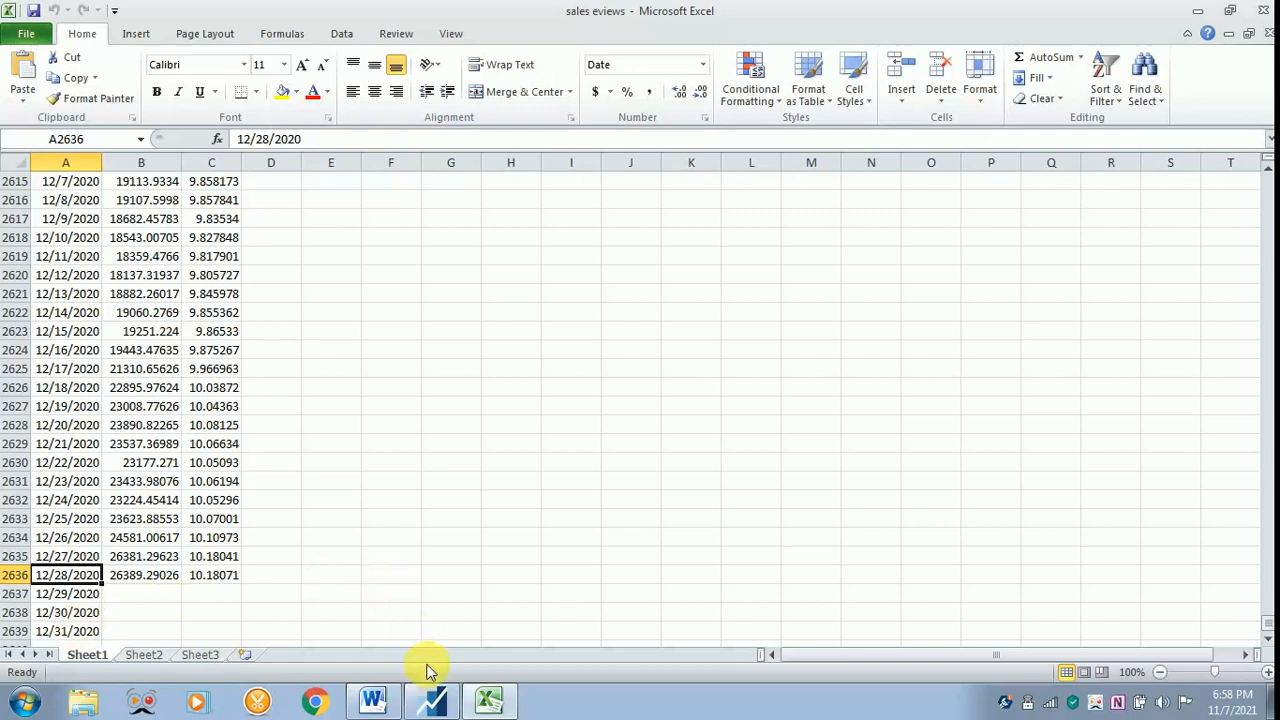 sales eviews - Microsoft Excel
File Home Insert Page Layout Formulas Data Review View
Paste
Cut
Copy
Format Painter
Clipboard
Calibri 11
B I U
Font
Wrap Text
Merge & Center
Alignment
Date
$ % ,
Number
Conditional Formatting
Format as Table
Cell Styles
Styles
Insert
Delete
Format
Cells
Σ AutoSum
Fill
Clear
Sort & Filter
Find & Select
Editing
A2636 fx 12/28/2020
A B C D E F G H I J K L M N O P Q R S T
2615 12/7/2020 19113.9334 9.858173
2616 12/8/2020 19107.5998 9.857841
2617 12/9/2020 18682.45783 9.83534
2618 12/10/2020 18543.00705 9.827848
2619 12/11/2020 18359.4766 9.817901
2620 12/12/2020 18137.31937 9.805727
2621 12/13/2020 18882.26017 9.845978
2622 12/14/2020 19060.2769 9.855362
2623 12/15/2020 19251.224 9.86533
2624 12/16/2020 19443.47635 9.875267
2625 12/17/2020 21310.65626 9.966963
2626 12/18/2020 22895.97624 10.03872
2627 12/19/2020 23008.77626 10.04363
2628 12/20/2020 23890.82265 10.08125
2629 12/21/2020 23537.36989 10.06634
2630 12/22/2020 23177.271 10.05093
2631 12/23/2020 23433.98076 10.06194
2632 12/24/2020 23224.45414 10.05296
2633 12/25/2020 23623.88553 10.07001
2634 12/26/2020 24581.00617 10.10973
2635 12/27/2020 26381.29623 10.18041
2636 12/28/2020 26389.29026 10.18071
2637 12/29/2020
2638 12/30/2020
2639 12/31/2020
Sheet1 Sheet2 Sheet3
Ready 100%
6:58 PM
11/7/2021